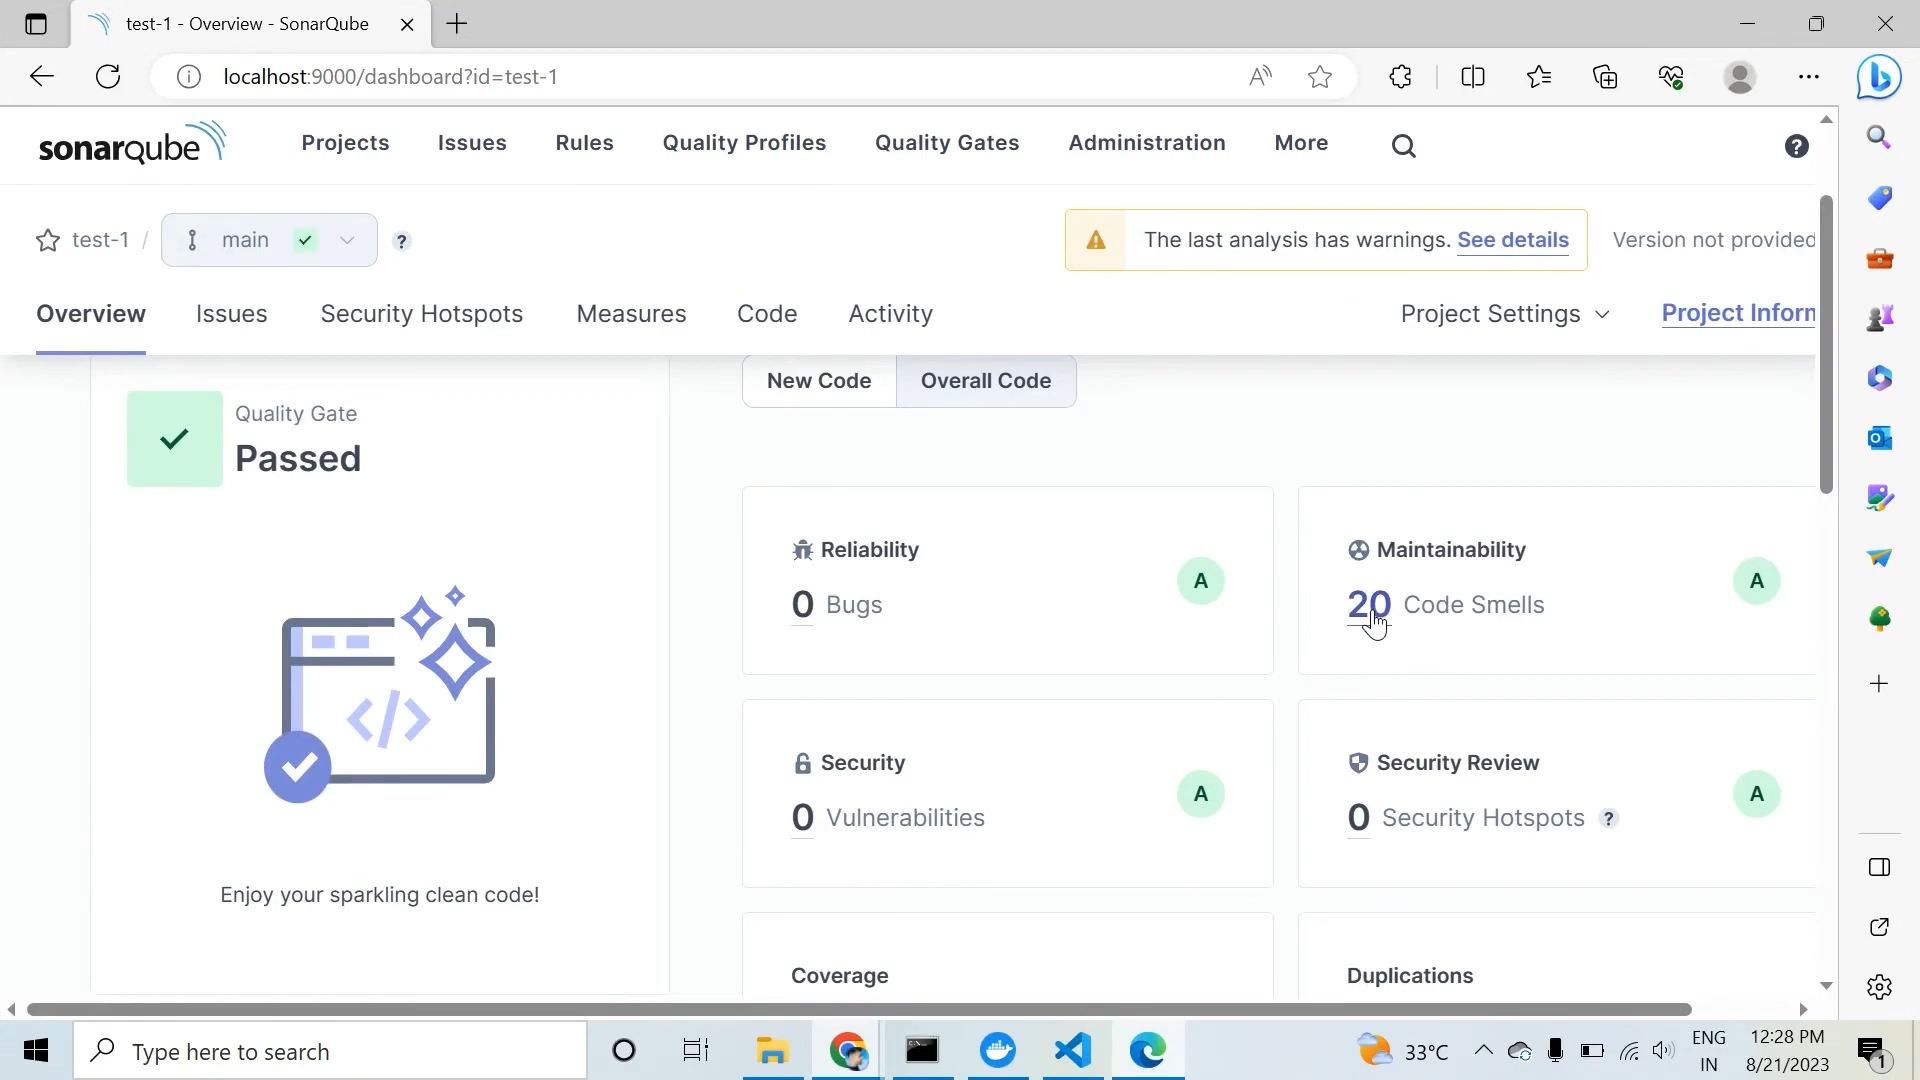 test-1 - Overview - SonarQube
localhost:9000/dashboard?id=test-1
sonarqube
Projects
Issues
Rules
Quality Profiles
Quality Gates
Administration
More
?
test-1 / main
?
The last analysis has warnings. See details
Version not provided
Overview
Issues
Security Hotspots
Measures
Code
Activity
Project Settings
Project Inforn
Quality Gate
Passed
Enjoy your sparkling clean code!
New Code
Overall Code
Reliability
0 Bugs
A
Maintainability
20 Code Smells
A
Security
0 Vulnerabilities
A
Security Review
0 Security Hotspots ?
A
Coverage
Duplications
Type here to search
33°C
ENG
IN
12:28 PM
8/21/2023
1